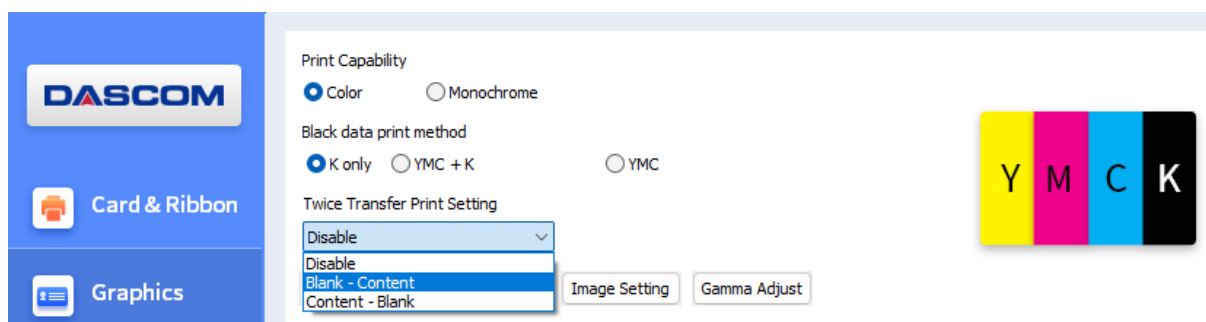 DASCOM
Card & Ribbon
Graphics
Print Capability
Color Monochrome
Black data print method
K only YMC + K YMC
Twice Transfer Print Setting
Disable
Disable
Blank - Content
Content - Blank
Image Setting Gamma Adjust
Y M C K